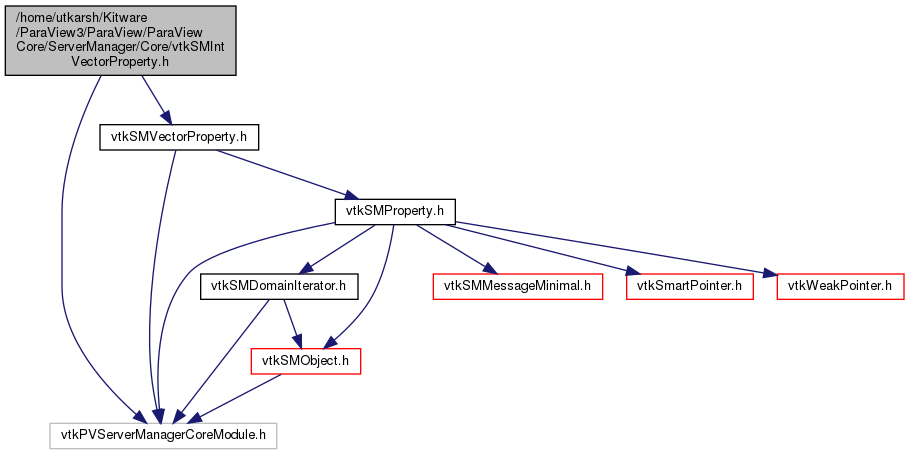 /home/utkarsh/Kitware
/ParaView3/ParaView/ParaView
Core/ServerManager/Core/vtkSMInt
VectorProperty.h
vtkSMVectorProperty.h
vtkSMProperty.h
vtkSMDomainIterator.h
vtkSMMessageMinimal.h
vtkSmartPointer.h
vtkWeakPointer.h
vtkSMObject.h
vtkPVServerManagerCoreModule.h